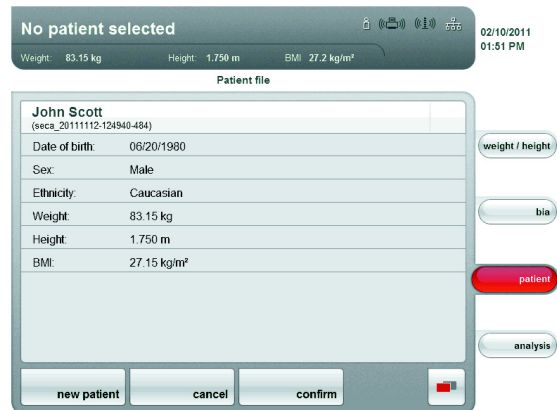 No patient selected
02/10/2011
01:51 PM
Weight: 83.15 kg Height: 1.750 m BMI 27.2 kg/m²
Patient file
John Scott
(seca_20111112-124940-484)
Date of birth: 06/20/1980
Sex: Male
Ethnicity: Caucasian
Weight: 83.15 kg
Height: 1.750 m
BMI: 27.15 kg/m²
weight / height
bia
patient
analysis
new patient cancel confirm